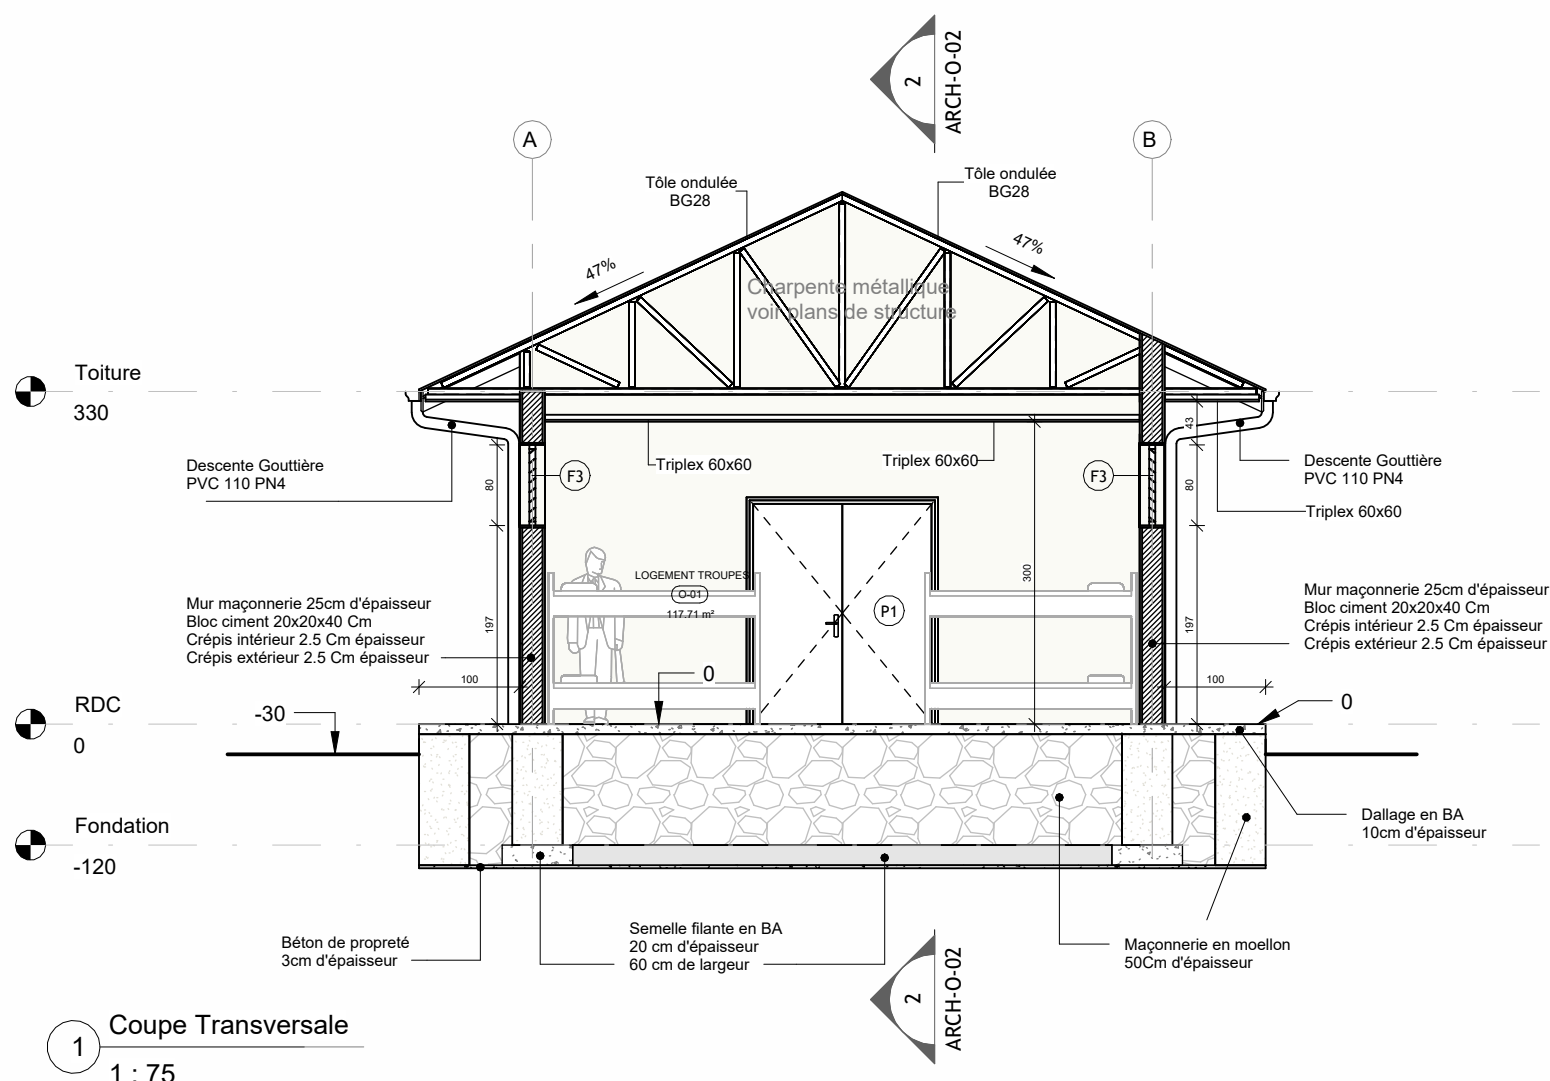 2
ARCH-O-02
A
B
Tôle ondulée
BG28
Tôle ondulée
BG28
47%
47%
Charpente métallique
voir plans de structure
Toiture
330
43
Triplex 60x60
Triplex 60x60
Descente Gouttière
PVC 110 PN4
F3
F3
80
80
Descente Gouttière
PVC 110 PN4
Triplex 60x60
LOGEMENT TROUPES
O-01
117.71 m²
P1
300
Mur maçonnerie 25cm d'épaisseur
Bloc ciment 20x20x40 Cm
Crépis intérieur 2.5 Cm épaisseur
Crépis extérieur 2.5 Cm épaisseur
197
197
Mur maçonnerie 25cm d'épaisseur
Bloc ciment 20x20x40 Cm
Crépis intérieur 2.5 Cm épaisseur
Crépis extérieur 2.5 Cm épaisseur
100
100
0
0
RDC
0
-30
Fondation
-120
Dallage en BA
10cm d'épaisseur
Béton de propreté
3cm d'épaisseur
Semelle filante en BA
20 cm d'épaisseur
60 cm de largeur
Maçonnerie en moellon
50Cm d'épaisseur
2
ARCH-O-02
1
Coupe Transversale
1 : 75